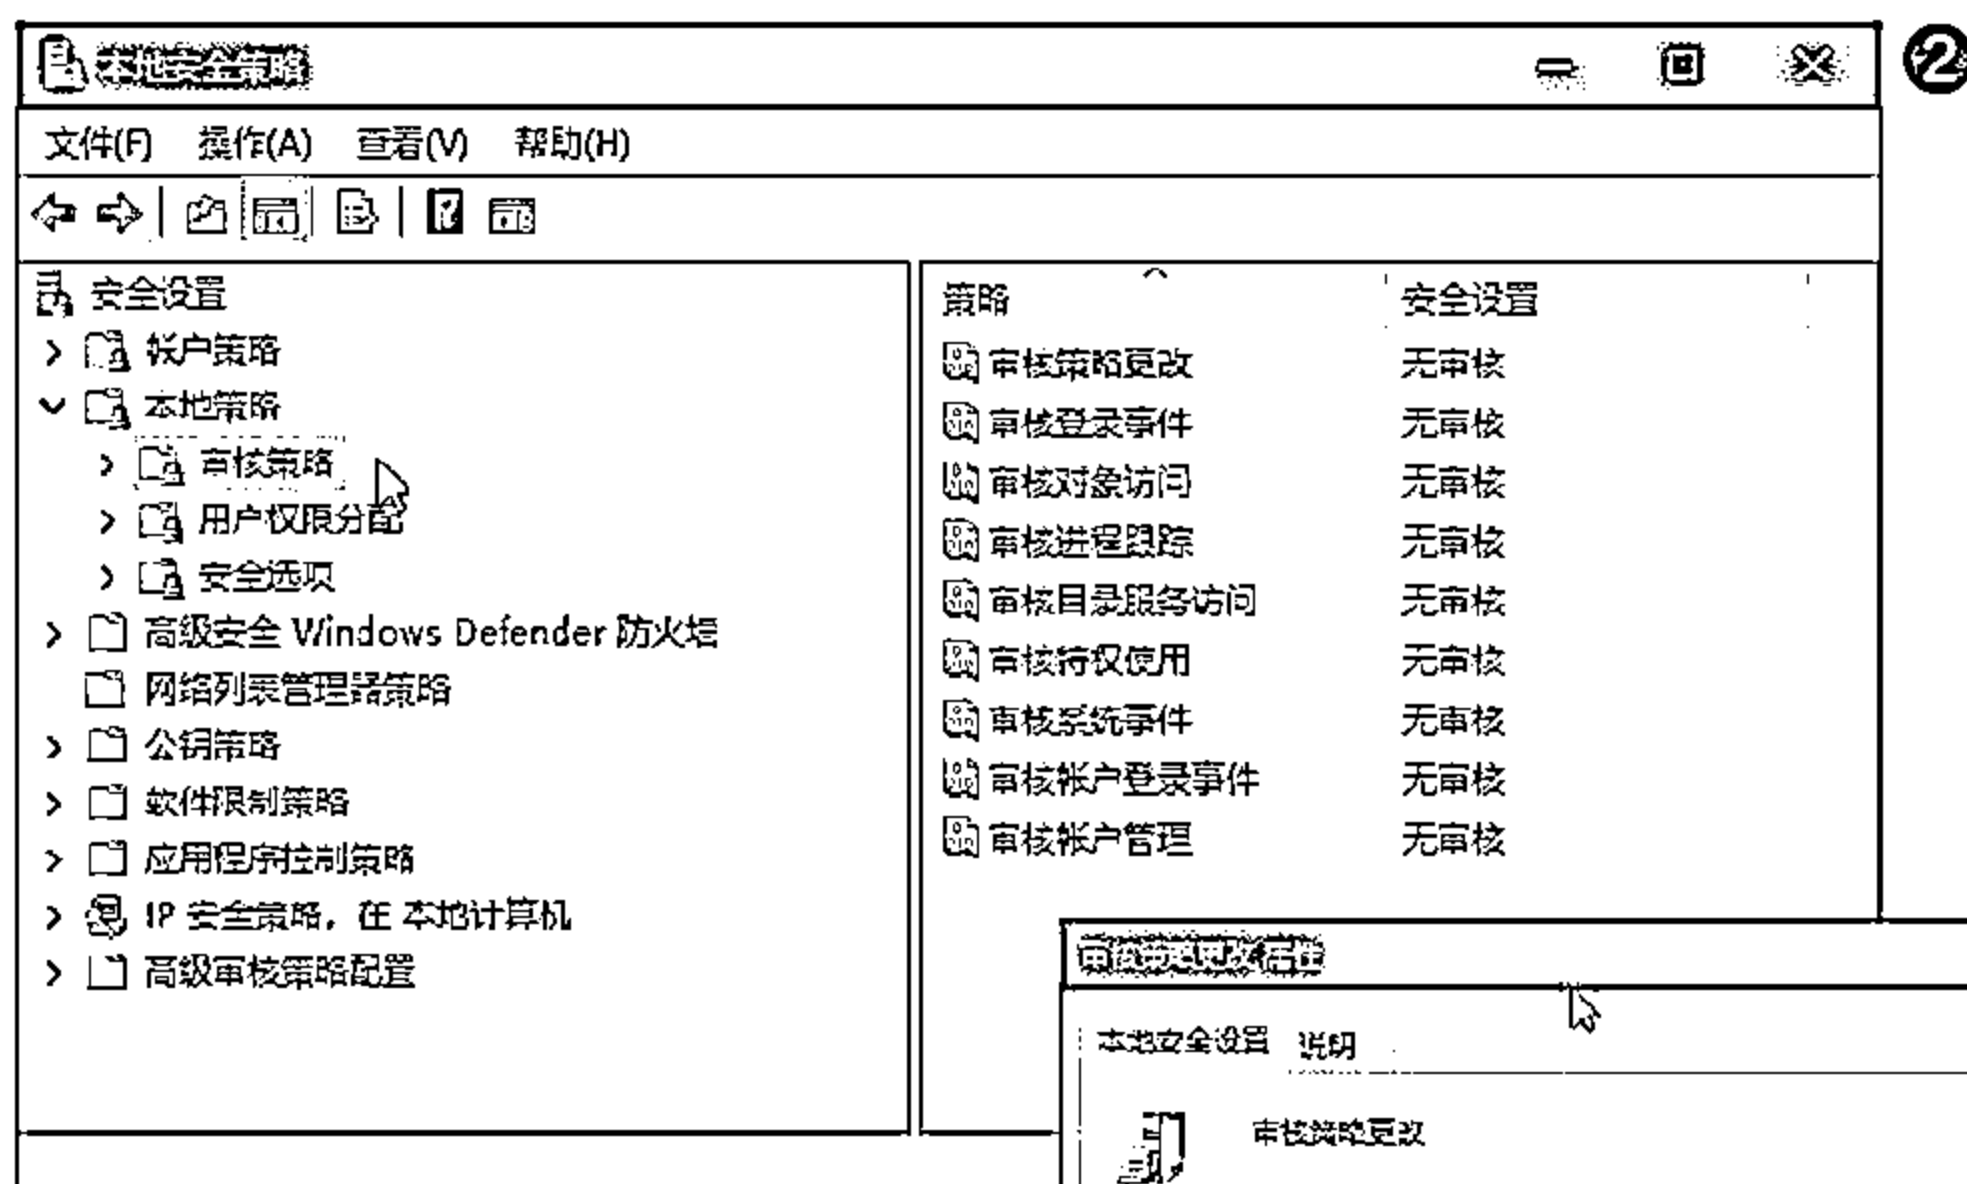 本地安全策略
❷
文件(F) 操作(A) 查看(V) 帮助(H)
安全设置
帐户策略
本地策略
审核策略
用户权限分配
安全选项
高级安全 Windows Defender 防火墙
网络列表管理器策略
公钥策略
软件限制策略
应用程序控制策略
IP 安全策略，在 本地计算机
高级审核策略配置
策略 安全设置
审核策略更改 无审核
审核登录事件 无审核
审核对象访问 无审核
审核进程跟踪 无审核
审核目录服务访问 无审核
审核特权使用 无审核
审核系统事件 无审核
审核帐户登录事件 无审核
审核帐户管理 无审核
审核策略更改 属性
本地安全设置 说明
审核策略更改